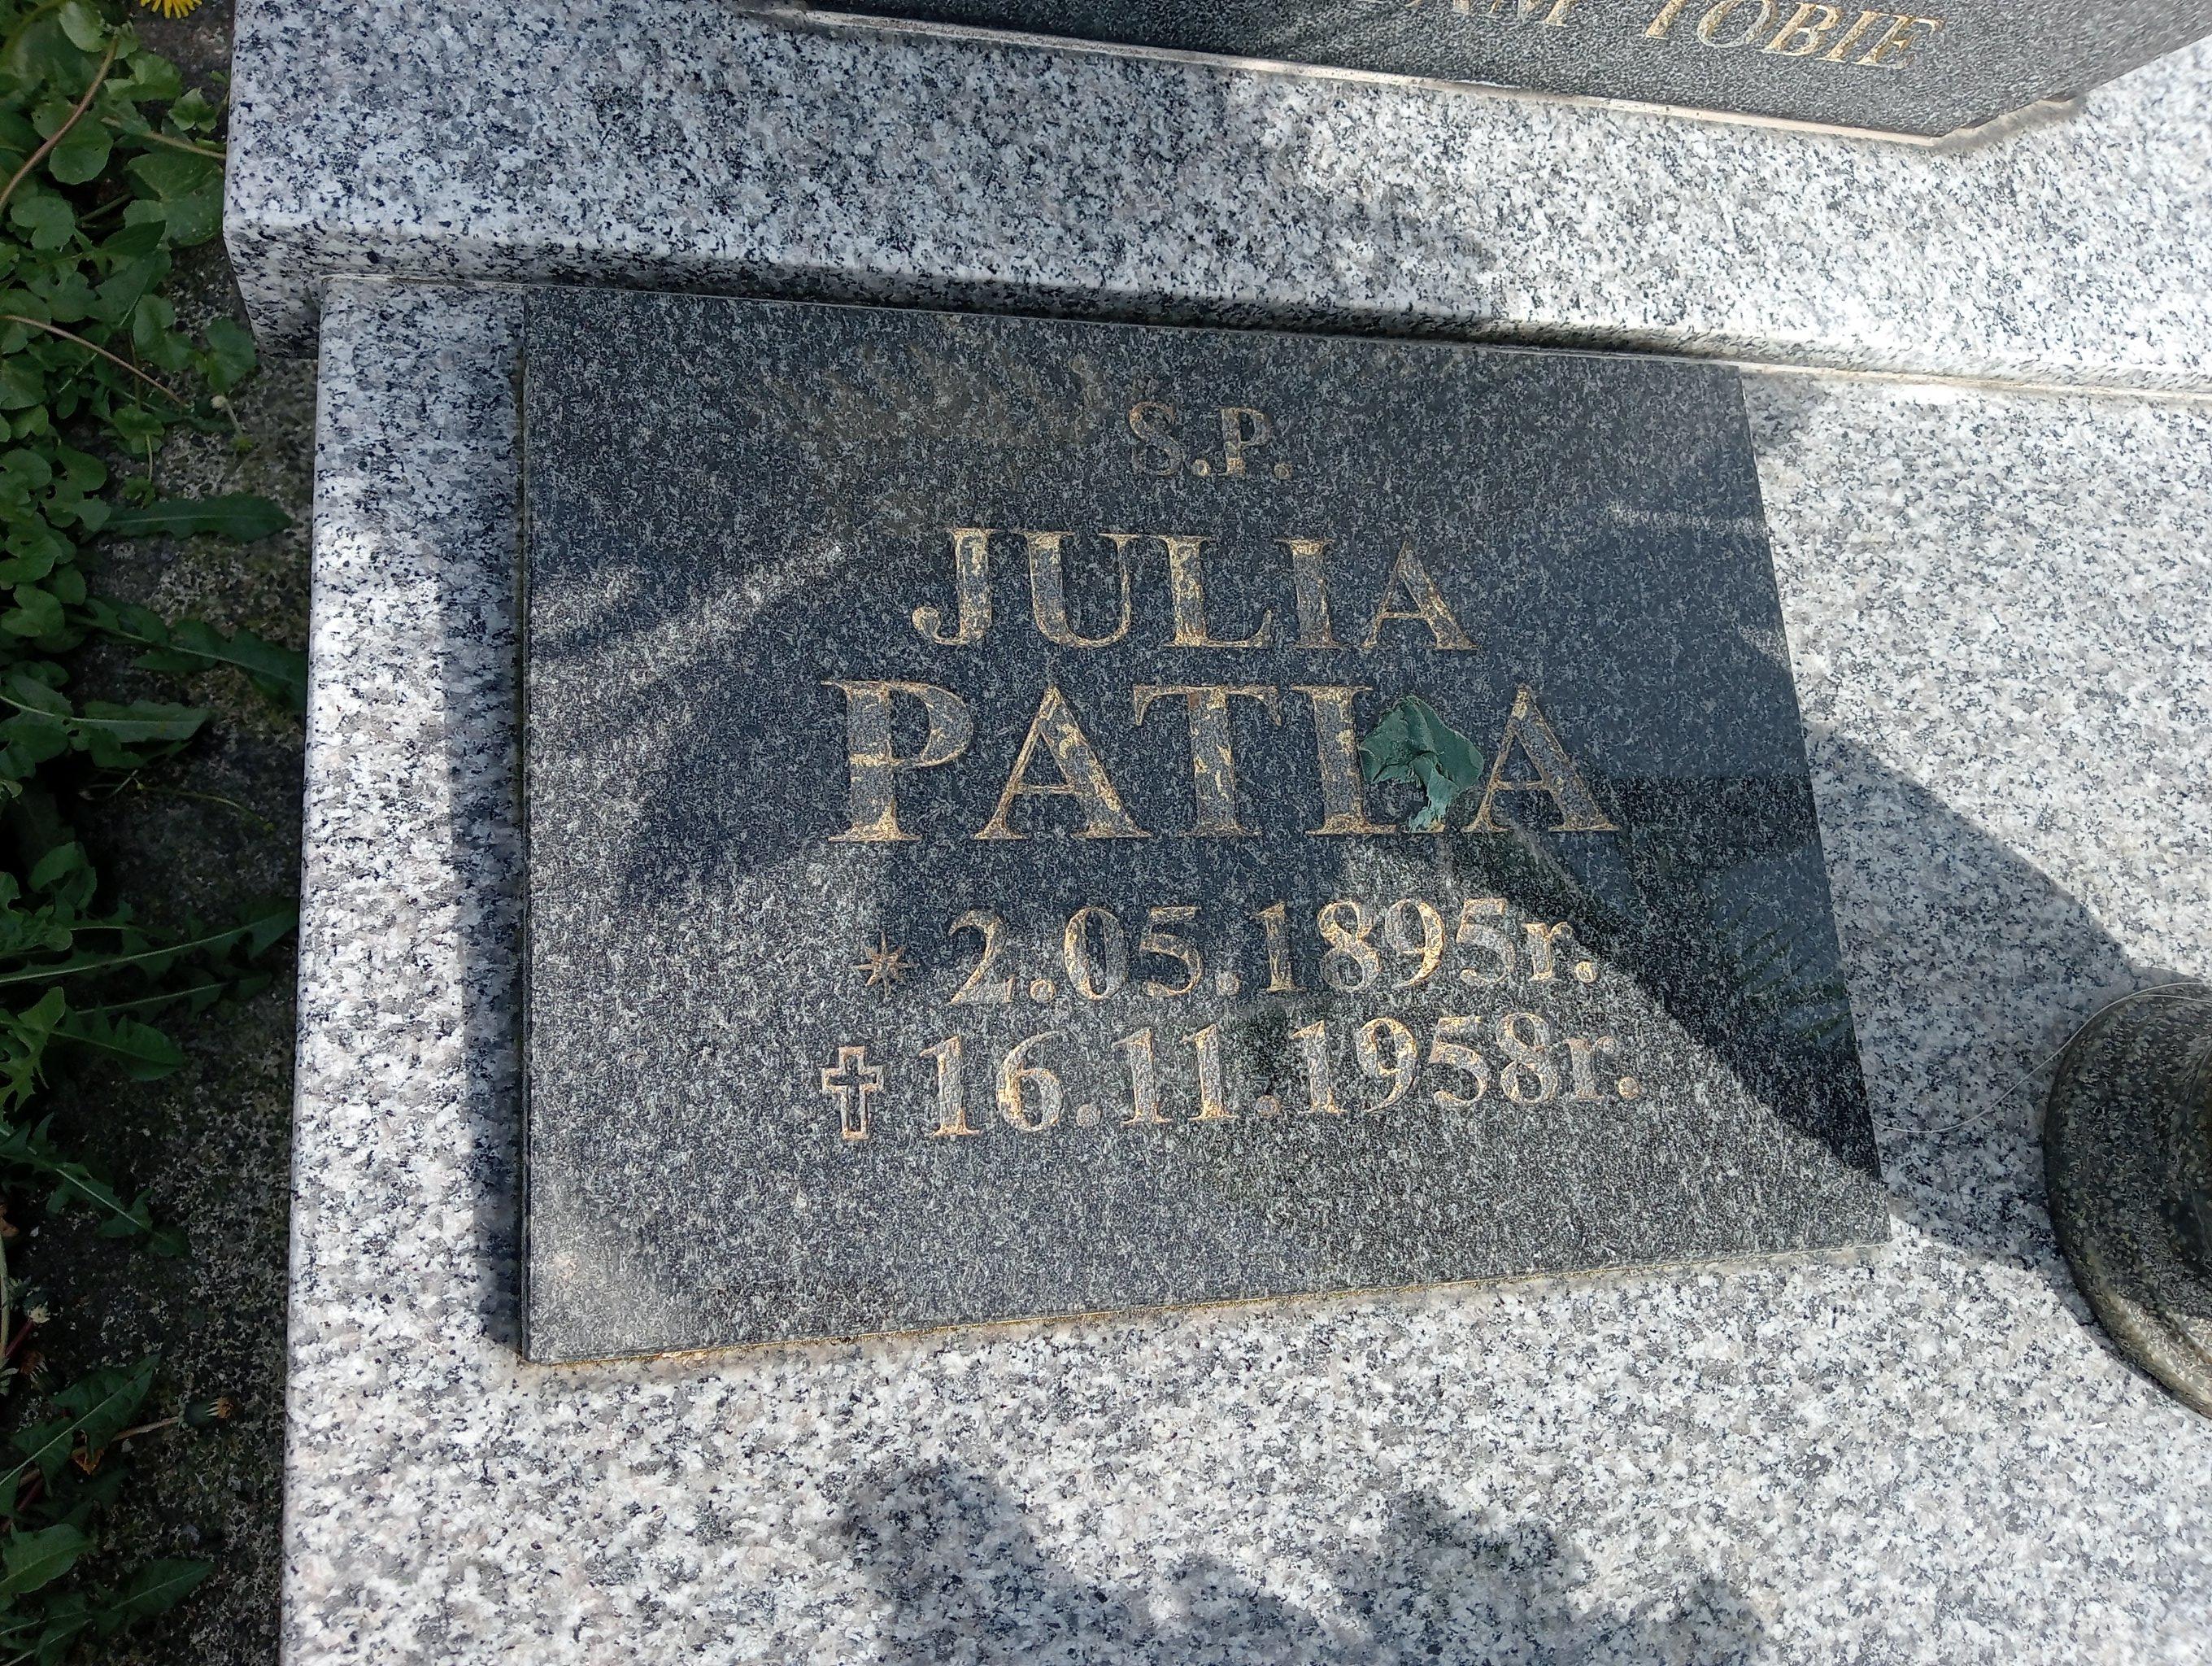 TOBIE
Ś.P.
JULIA
PATLA
* 2.05.1895r.
✝ 16.11.1958r.